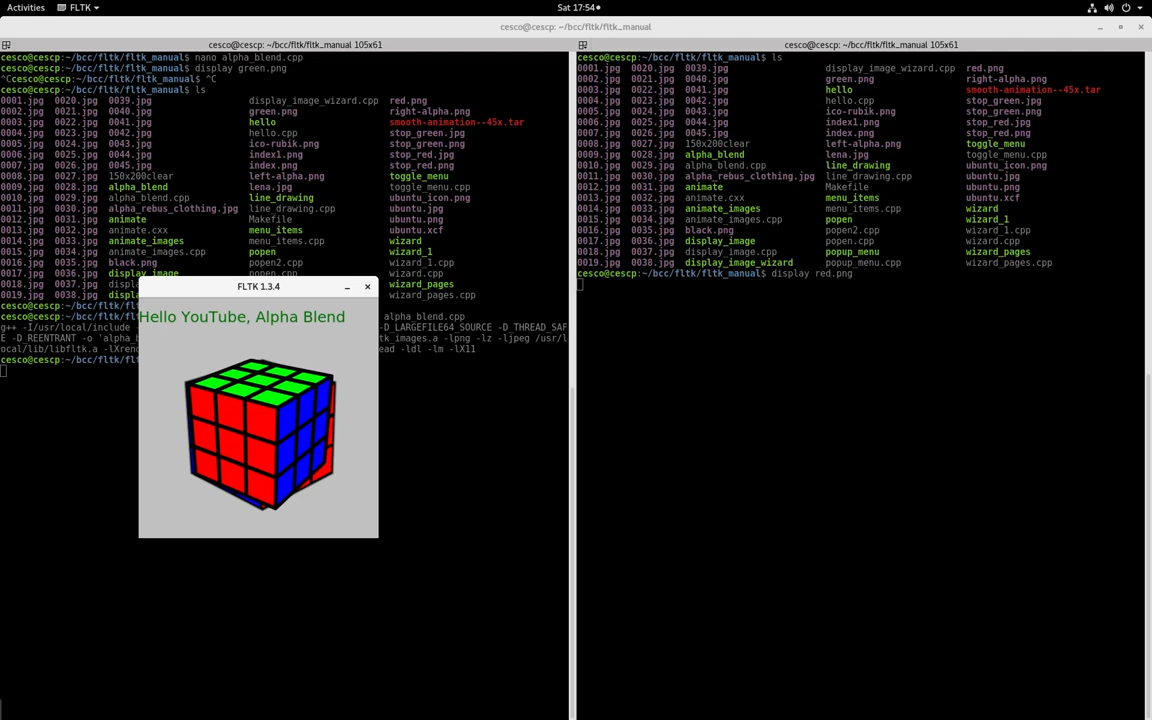 Activities FLTK Sat 17:54
cesco@cescp: ~/bcc/fltk/fltk_manual
cesco@cescp: ~/bcc/fltk/fltk_manual 105x61
cesco@cescp:~/bcc/fltk/fltk_manual$ nano alpha_blend.cpp
cesco@cescp:~/bcc/fltk/fltk_manual$ display green.png
^Ccesco@cescp:~/bcc/fltk/fltk_manual$ ^C
cesco@cescp:~/bcc/fltk/fltk_manual$ ls
0001.jpg 0020.jpg 0039.jpg display_image_wizard.cpp red.png
0002.jpg 0021.jpg 0040.jpg green.png right-alpha.png
0003.jpg 0022.jpg 0041.jpg hello smooth-animation--45x.tar
0004.jpg 0023.jpg 0042.jpg hello.cpp stop_green.jpg
0005.jpg 0024.jpg 0043.jpg ico-rubik.png stop_green.png
0006.jpg 0025.jpg 0044.jpg index1.png stop_red.jpg
0007.jpg 0026.jpg 0045.jpg index.png stop_red.png
0008.jpg 0027.jpg 150x200clear left-alpha.png toggle_menu
0009.jpg 0028.jpg alpha_blend lena.jpg toggle_menu.cpp
0010.jpg 0029.jpg alpha_blend.cpp line_drawing ubuntu_icon.png
0011.jpg 0030.jpg alpha_rebus_clothing.jpg line_drawing.cpp ubuntu.jpg
0012.jpg 0031.jpg animate Makefile ubuntu.png
0013.jpg 0032.jpg animate.cxx menu_items ubuntu.xcf
0014.jpg 0033.jpg animate_images menu_items.cpp wizard
0015.jpg 0034.jpg animate_images.cpp popen wizard_1
0016.jpg 0035.jpg black.png popen2.cpp wizard_1.cpp
0017.jpg 0036.jpg display_image popen.cpp wizard.cpp
0018.jpg 0037.jpg displa wizard_pages
0019.jpg 0038.jpg displa wizard_pages.cpp
cesco@cescp:~/bcc/fltk/flt
cesco@cescp:~/bcc/fltk/flt alpha_blend.cpp
g++ -I/usr/local/include -D_LARGEFILE64_SOURCE -D_THREAD_SAF
E -D_REENTRANT -o 'alpha_b tk_images.a -lpng -lz -ljpeg /usr/l
ocal/lib/libfltk.a -lXren ead -ldl -lm -lX11
cesco@cescp:~/bcc/fltk/flt
FLTK 1.3.4
Hello YouTube, Alpha Blend
cesco@cescp: ~/bcc/fltk/fltk_manual 105x61
cesco@cescp:~/bcc/fltk/fltk_manual$ ls
0001.jpg 0020.jpg 0039.jpg display_image_wizard.cpp red.png
0002.jpg 0021.jpg 0040.jpg green.png right-alpha.png
0003.jpg 0022.jpg 0041.jpg hello smooth-animation--45x.tar
0004.jpg 0023.jpg 0042.jpg hello.cpp stop_green.jpg
0005.jpg 0024.jpg 0043.jpg ico-rubik.png stop_green.png
0006.jpg 0025.jpg 0044.jpg index1.png stop_red.jpg
0007.jpg 0026.jpg 0045.jpg index.png stop_red.png
0008.jpg 0027.jpg 150x200clear left-alpha.png toggle_menu
0009.jpg 0028.jpg alpha_blend lena.jpg toggle_menu.cpp
0010.jpg 0029.jpg alpha_blend.cpp line_drawing ubuntu_icon.png
0011.jpg 0030.jpg alpha_rebus_clothing.jpg line_drawing.cpp ubuntu.jpg
0012.jpg 0031.jpg animate Makefile ubuntu.png
0013.jpg 0032.jpg animate.cxx menu_items ubuntu.xcf
0014.jpg 0033.jpg animate_images menu_items.cpp wizard
0015.jpg 0034.jpg animate_images.cpp popen wizard_1
0016.jpg 0035.jpg black.png popen2.cpp wizard_1.cpp
0017.jpg 0036.jpg display_image popen.cpp wizard.cpp
0018.jpg 0037.jpg display_image.cpp popup_menu wizard_pages
0019.jpg 0038.jpg display_image_wizard popup_menu.cpp wizard_pages.cpp
cesco@cescp:~/bcc/fltk/fltk_manual$ display red.png